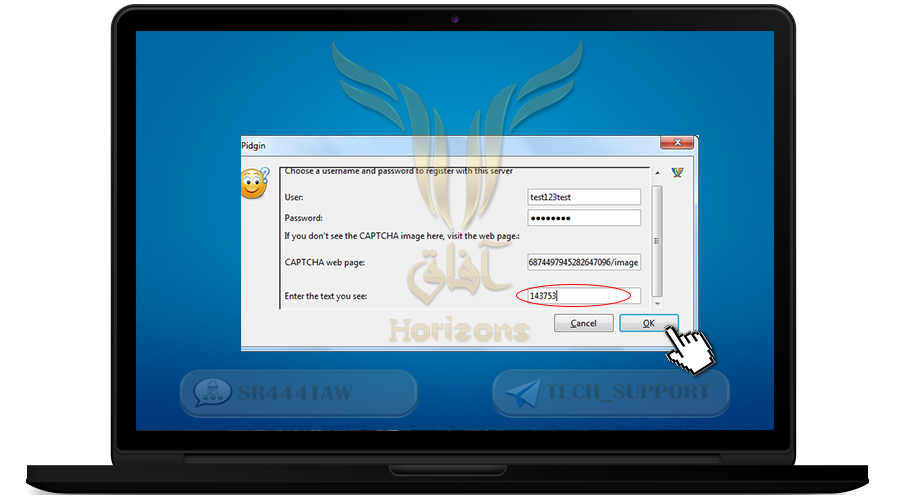 Pidgin
Choose a username and password to register with this server
User:
test123test
Password:
If you don't see the CAPTCHA image here, visit the web page.:
CAPTCHA web page:
6874497945282647096/image
Enter the text you see:
143753
Cancel
OK
آفاق
Horizons
SR444TAW
TECH_SUPPORT